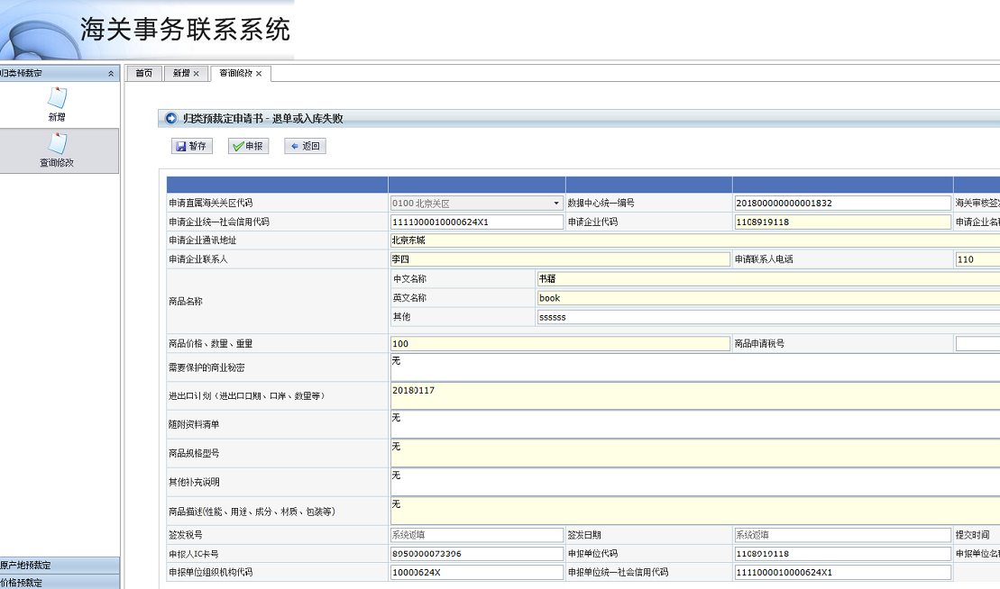 海关事务联系系统
归类预裁定
首页 新增 × 查询修改 ×
新增
查询修改
归类预裁定申请书 - 退单或入库失败
暂存 申报 返回
申请直属海关关区代码 0100 北京关区 数据中心统一编号 201800000000001832 海关审核签发
申请企业统一社会信用代码 1111000010000624X1 申请企业代码 1108919118 申请企业名称
申请企业通讯地址 北京东城
申请企业联系人 李四 申请联系人电话 110
商品名称
中文名称 书籍
英文名称 book
其他 ssssss
商品价格、数量、重量 100 商品申请税号
需要保护的商业秘密 无
进出口计划（进出口日期、口岸、数量等） 20180117
随附资料清单 无
商品规格型号 无
其他补充说明 无
商品描述(性能、用途、成分、材质、包装等) 无
签发税号 系统返填 签发日期 系统返填 提交时间
申报人IC卡号 8950000073396 申报单位代码 1108919118 申报单位名称
申报单位组织机构代码 10000624X 申报单位统一社会信用代码 1111000010000624X1
原产地预裁定
价格预裁定